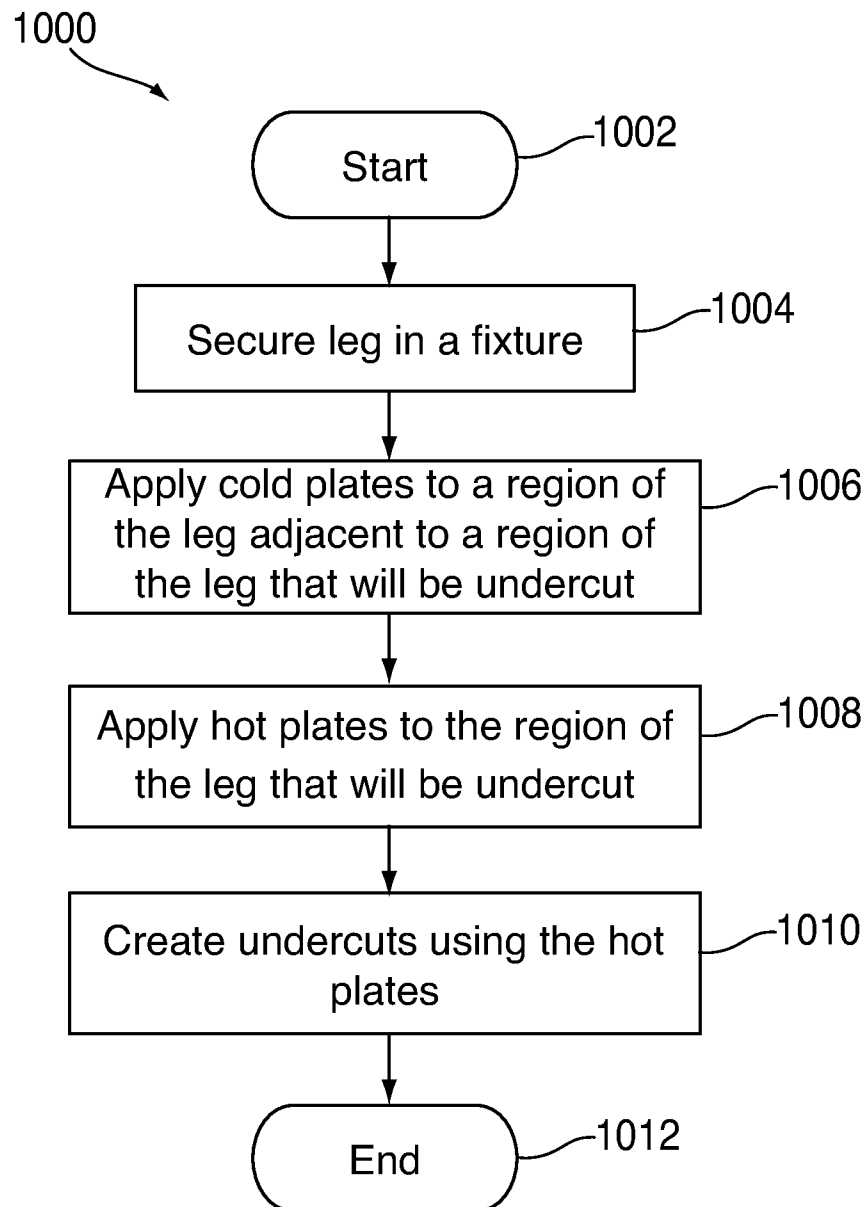 1000
Start
1002
Secure leg in a fixture
1004
Apply cold plates to a region of
the leg adjacent to a region of
the leg that will be undercut
1006
Apply hot plates to the region of
the leg that will be undercut
1008
Create undercuts using the hot
plates
1010
End
1012